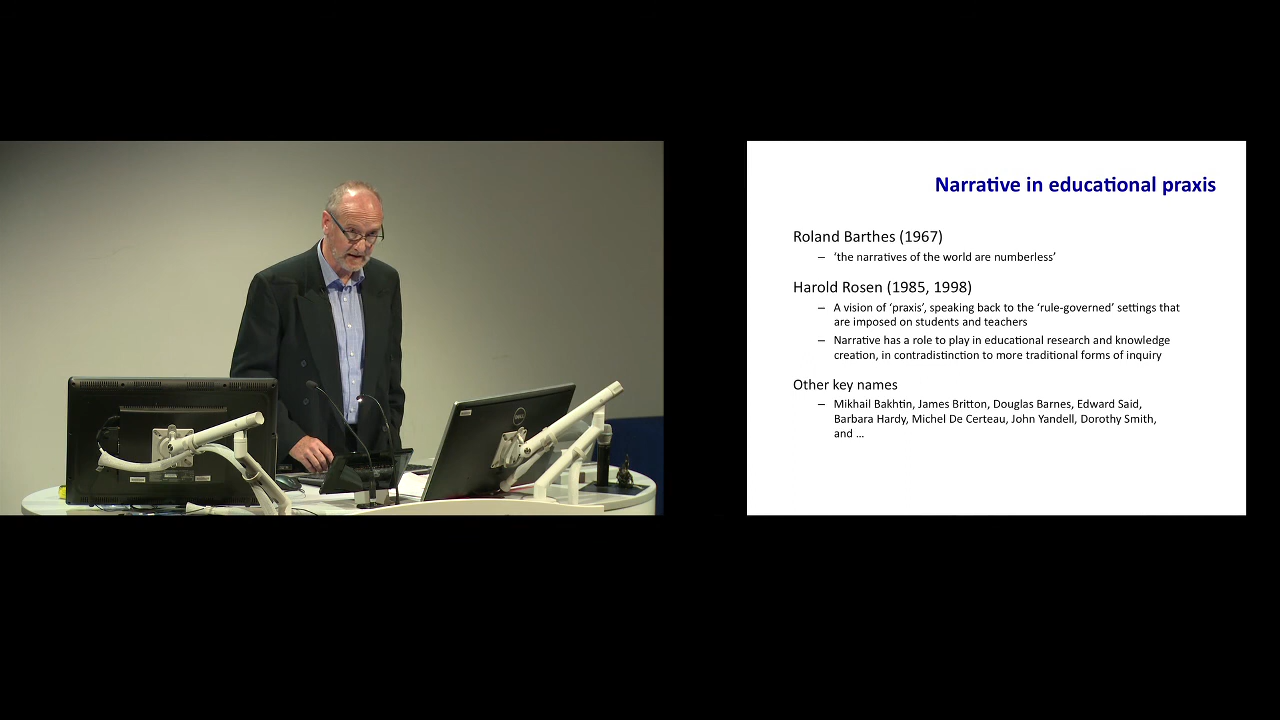 Narrative in educational praxis
Roland Barthes (1967)
– ‘the narratives of the world are numberless’
Harold Rosen (1985, 1998)
– A vision of ‘praxis’, speaking back to the ‘rule-governed’ settings that
are imposed on students and teachers
– Narrative has a role to play in educational research and knowledge
creation, in contradistinction to more traditional forms of inquiry
Other key names
– Mikhail Bakhtin, James Britton, Douglas Barnes, Edward Said,
Barbara Hardy, Michel De Certeau, John Yandell, Dorothy Smith,
and …
DELL